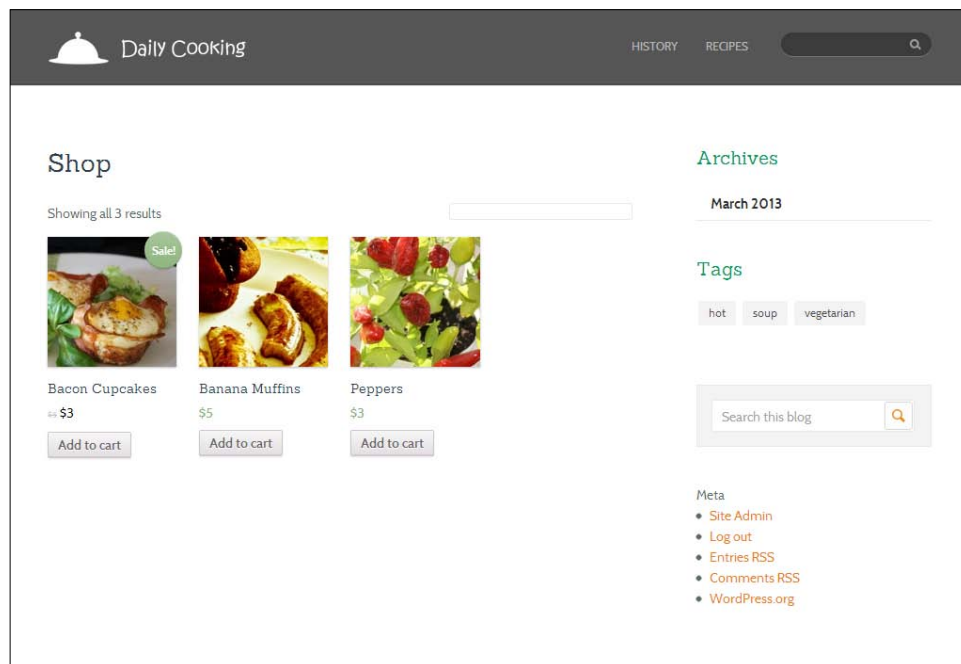 Daily Cooking
HISTORY RECIPES
Shop
Showing all 3 results
Sale!
Bacon Cupcakes
$3
Add to cart
Banana Muffins
$5
Add to cart
Peppers
$3
Add to cart
Archives
March 2013
Tags
hot soup vegetarian
Search this blog
Meta
Site Admin
Log out
Entries RSS
Comments RSS
WordPress.org